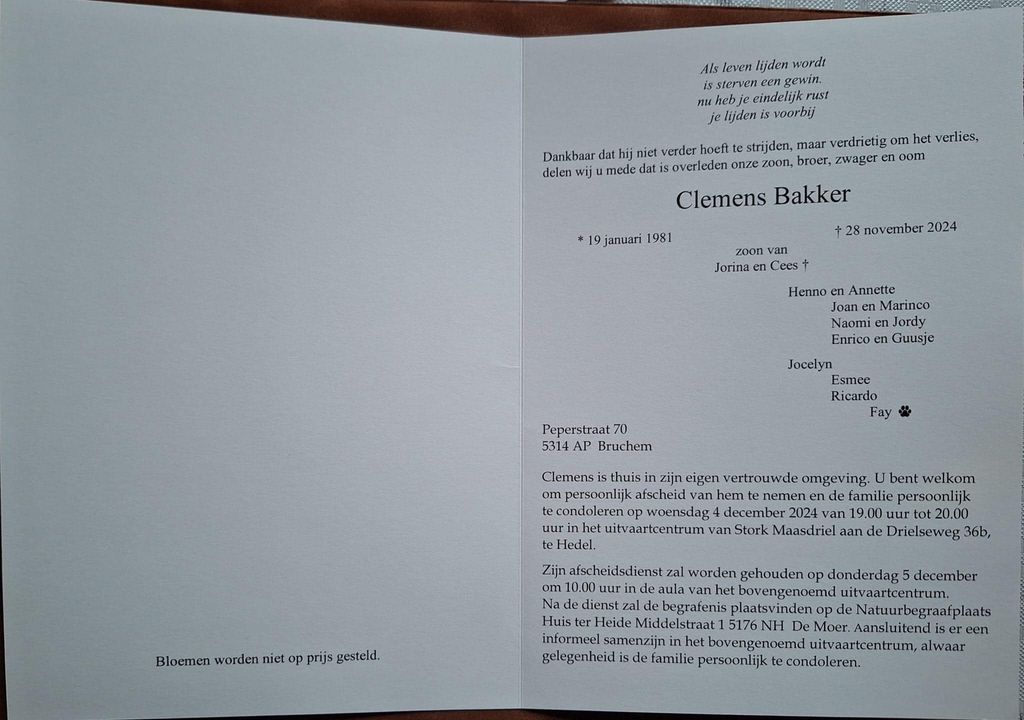 Bloemen worden niet op prijs gesteld.
Als leven lijden wordt
is sterven een gewin.
nu heb je eindelijk rust
je lijden is voorbij
Dankbaar dat hij niet verder hoeft te strijden, maar verdrietig om het verlies,
delen wij u mede dat is overleden onze zoon, broer, zwager en oom
Clemens Bakker
* 19 januari 1981 † 28 november 2024
zoon van
Jorina en Cees †
Henno en Annette
Joan en Marinco
Naomi en Jordy
Enrico en Guusje
Jocelyn
Esmee
Ricardo
Fay
Peperstraat 70
5314 AP Bruchem
Clemens is thuis in zijn eigen vertrouwde omgeving. U bent welkom
om persoonlijk afscheid van hem te nemen en de familie persoonlijk
te condoleren op woensdag 4 december 2024 van 19.00 uur tot 20.00
uur in het uitvaartcentrum van Stork Maasdriel aan de Drielseweg 36b,
te Hedel.
Zijn afscheidsdienst zal worden gehouden op donderdag 5 december
om 10.00 uur in de aula van het bovengenoemd uitvaartcentrum.
Na de dienst zal de begrafenis plaatsvinden op de Natuurbegraafplaats
Huis ter Heide Middelstraat 1 5176 NH De Moer. Aansluitend is er een
informeel samenzijn in het bovengenoemd uitvaartcentrum, alwaar
gelegenheid is de familie persoonlijk te condoleren.